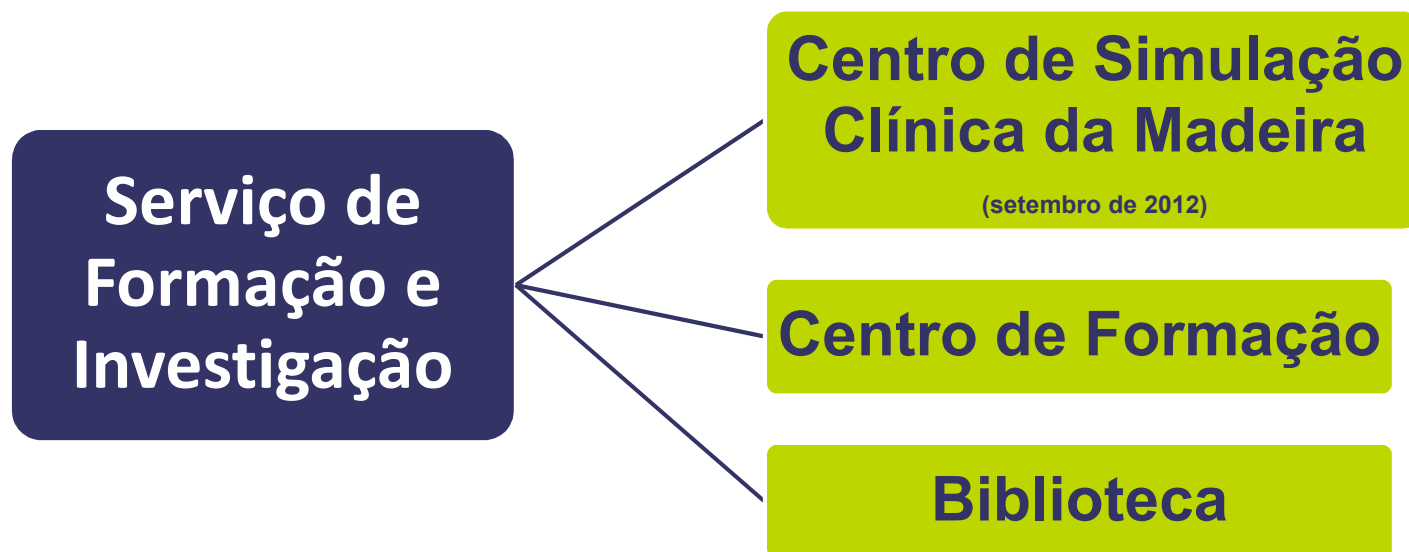 Serviço de
Formação e
Investigação
Centro de Simulação
Clínica da Madeira
(setembro de 2012)
Centro de Formação
Biblioteca